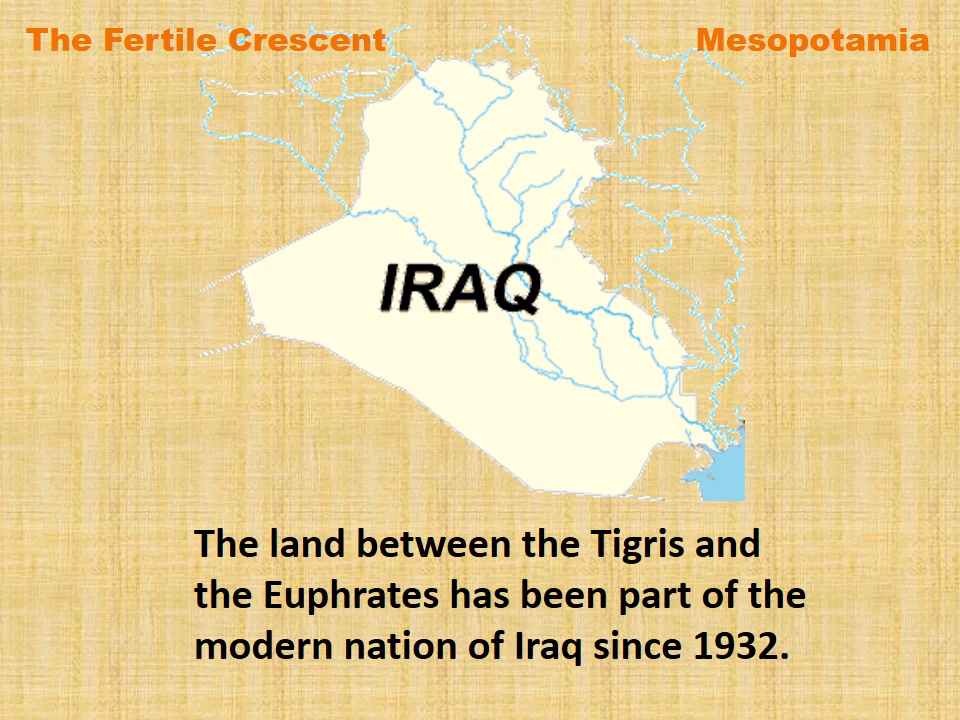 The Fertile Crescent
Mesopotamia
IRAQ
The land between the Tigris and
the Euphrates has been part of the
modern nation of Iraq since 1932.